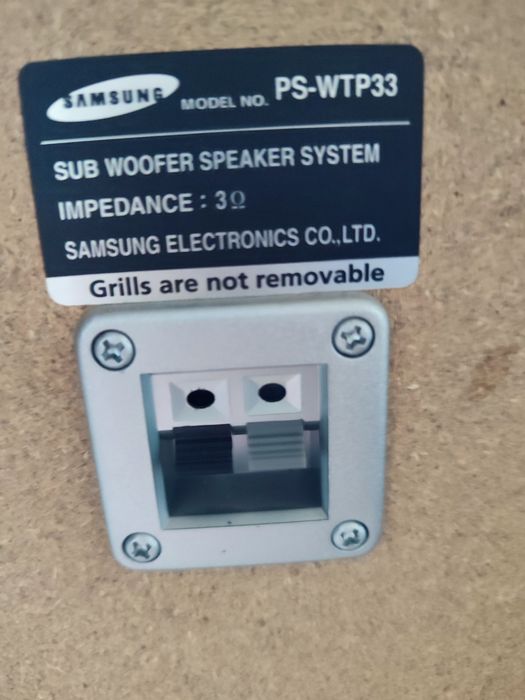 SAMSUNG MODEL NO. PS-WTP33
SUB WOOFER SPEAKER SYSTEM
IMPEDANCE : 3Ω
SAMSUNG ELECTRONICS CO.,LTD.
Grills are not removable